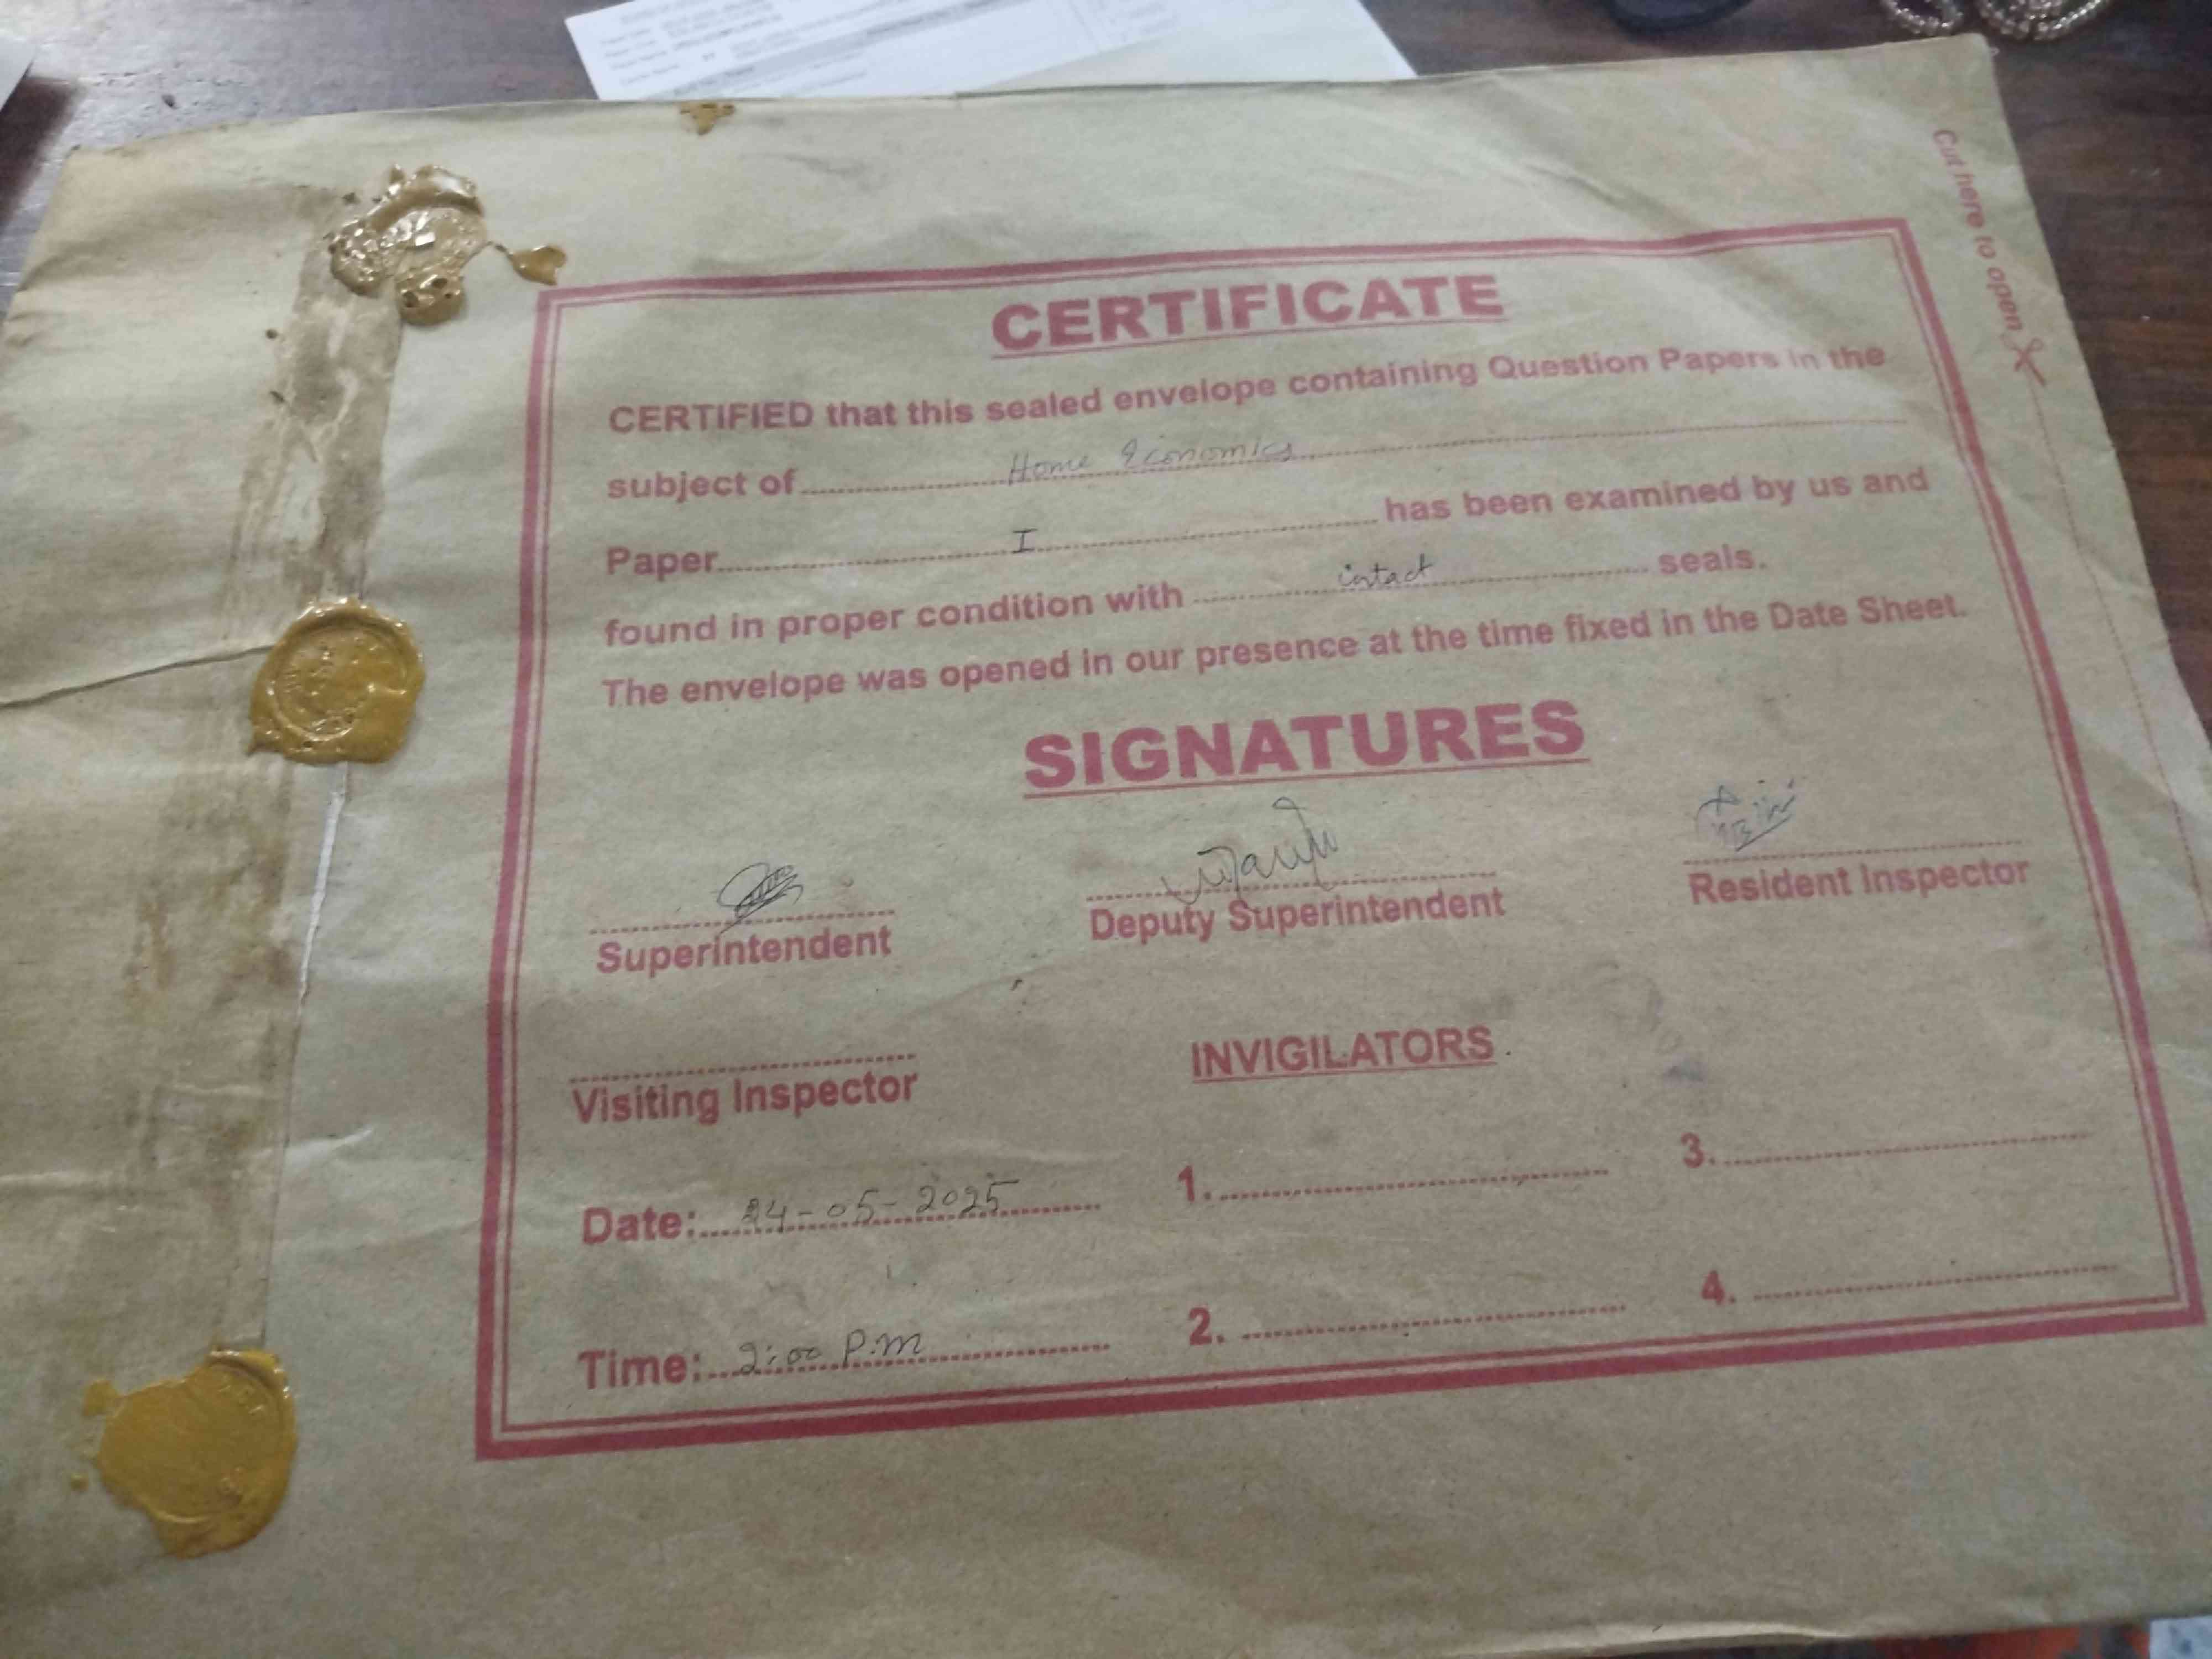 Cut here to open
CERTIFICATE
CERTIFIED that this sealed envelope containing Question Papers in the
subject of Home Economics
Paper I has been examined by us and
found in proper condition with intact seals.
The envelope was opened in our presence at the time fixed in the Date Sheet.
SIGNATURES
Superintendent Deputy Superintendent Resident Inspector
Visiting Inspector INVIGILATORS
Date: 24-05-2025 1. 3.
Time: 2:00 P.m 2. 4.